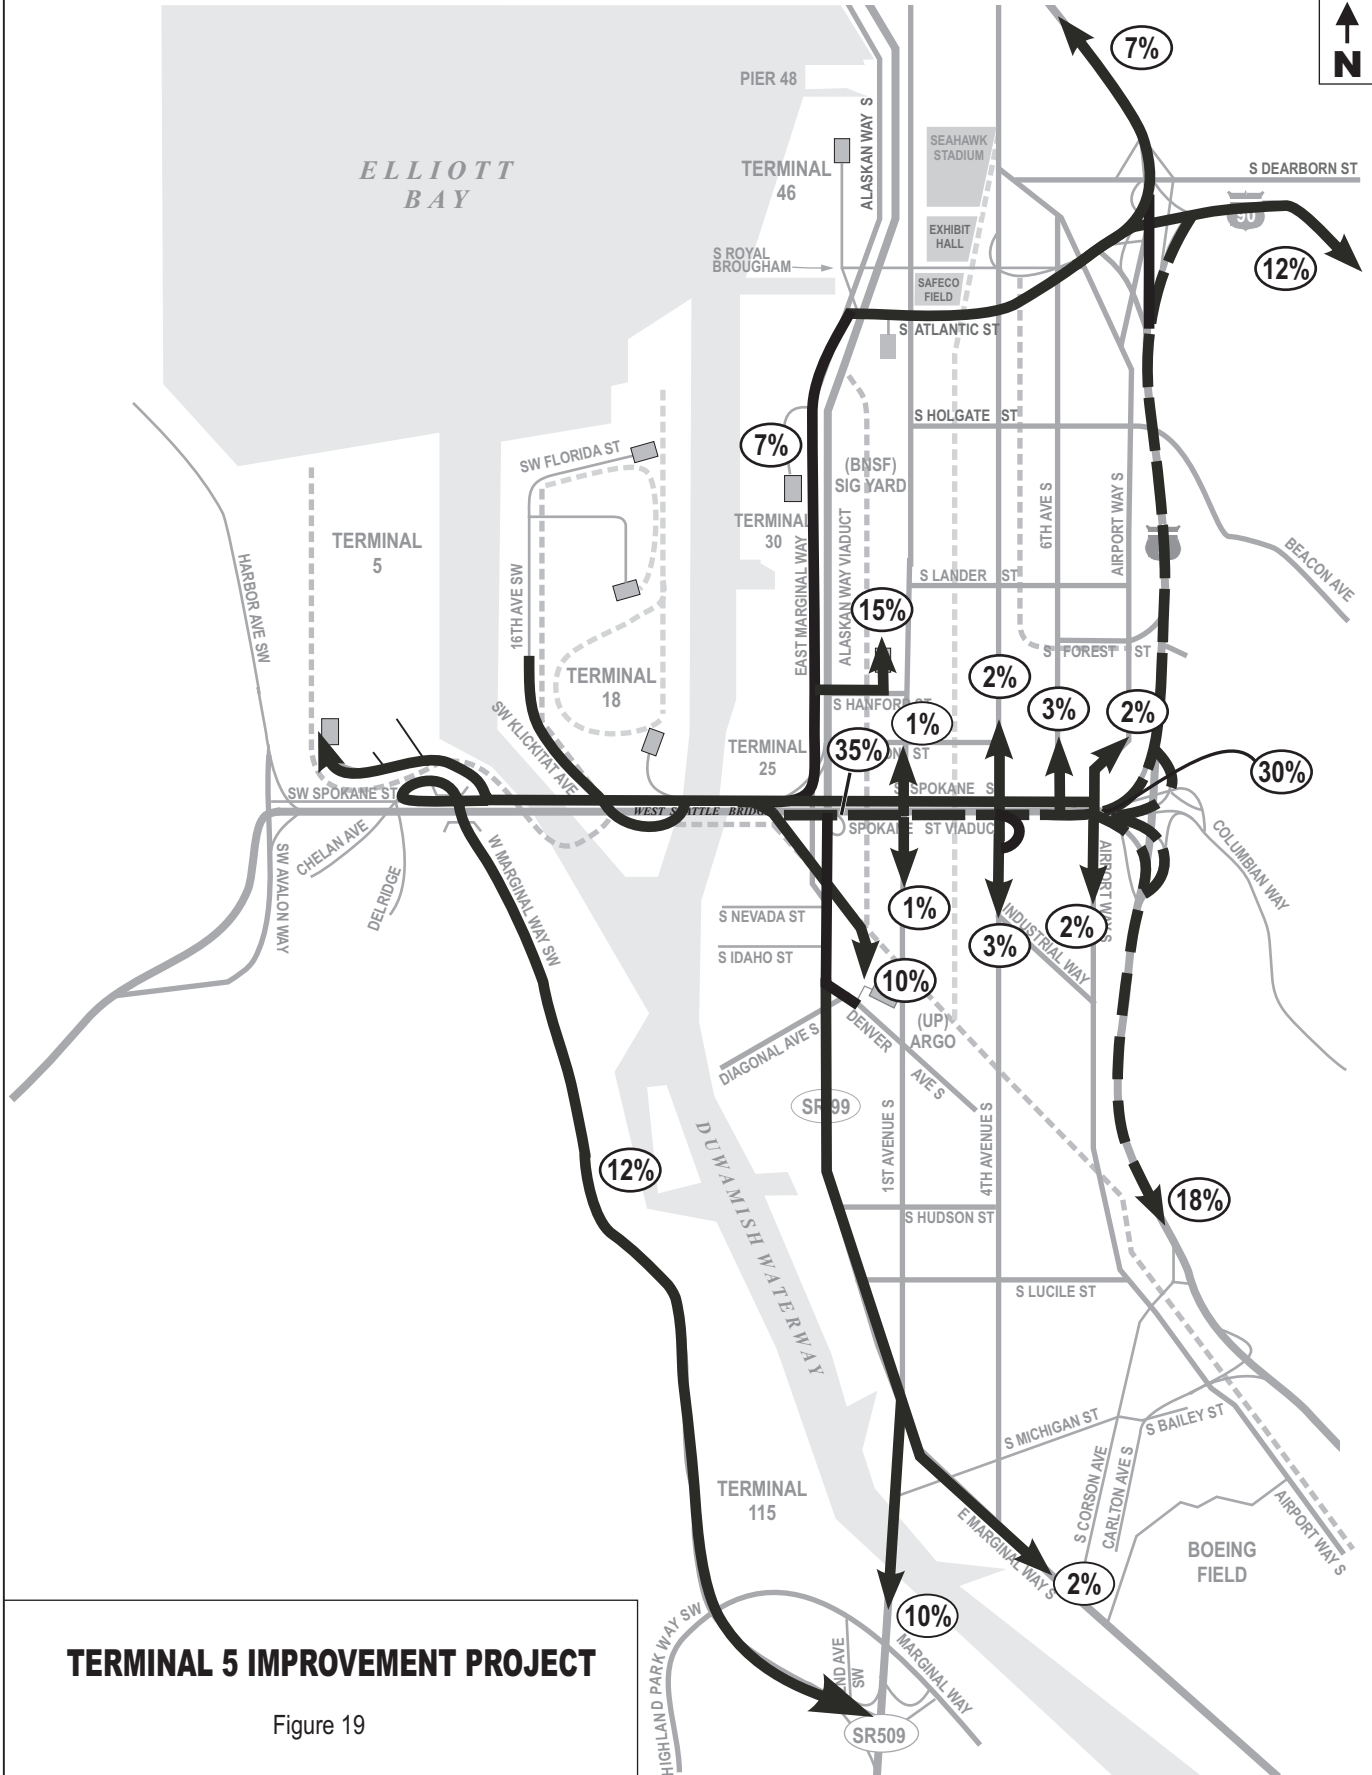 N
7%
PIER 48
ALASKAN WAY S
SEAHAWK
STADIUM
ELLIOTT
BAY
TERMINAL
46
S DEARBORN ST
EXHIBIT
HALL
90
S ROYAL
BROUGHAM
12%
SAFECO
FIELD
S ATLANTIC ST
S HOLGATE ST
7%
SW FLORIDA ST
(BNSF)
SIG YARD
TERMINAL
30
6TH AVE S
AIRPORT WAY S
TERMINAL
5
BEACON AVE
HARBOR AVE SW
16TH AVE SW
EAST MARGINAL WAY
ALASKAN WAY VIADUCT
S LANDER ST
15%
S FOREST ST
TERMINAL
18
2%
S HANFORD ST
3%
2%
1%
SW KLICKITAT AVE
TERMINAL
25
35%
ST
30%
SW SPOKANE ST
S SPOKANE S
WEST SEATTLE BRIDGE
SPOKANE ST VIADUCT
SW AVALON WAY
CHELAN AVE
DELRIDGE
W MARGINAL WAY SW
AIRPORT WAY S
COLUMBIAN WAY
S NEVADA ST
1%
INDUSTRIAL WAY
2%
S IDAHO ST
3%
10%
DIAGONAL AVE S
DENVER
AVE S
(UP)
ARGO
SR 99
DUWAMISH WATERWAY
1ST AVENUE S
4TH AVENUE S
12%
18%
S HUDSON ST
S LUCILE ST
S MICHIGAN ST
S BAILEY ST
S CORSON AVE
CARLTON AVE S
TERMINAL
115
AIRPORT WAY S
E MARGINAL WAY S
BOEING
FIELD
2%
10%
HIGHLAND PARK WAY SW
ND AVE
SW
MARGINAL WAY
SR509
TERMINAL 5 IMPROVEMENT PROJECT
Figure 19